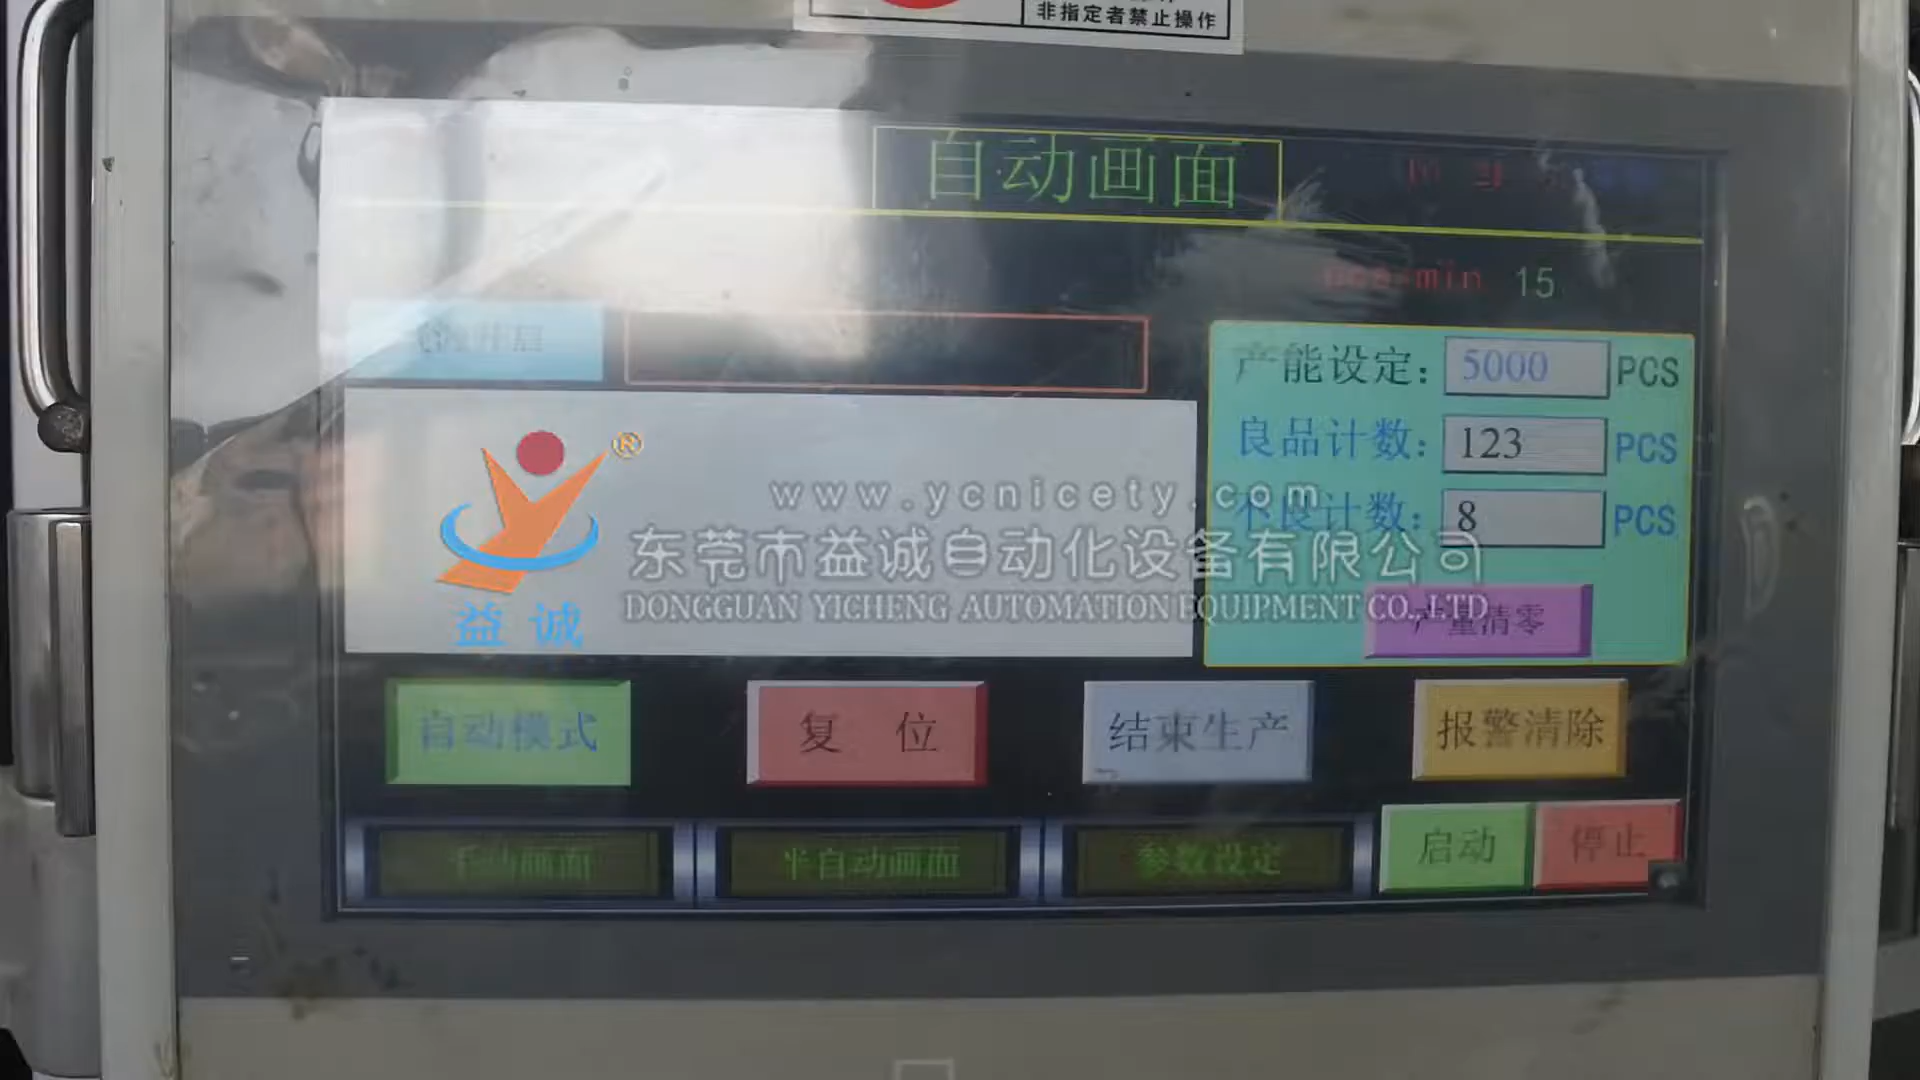 非指定者禁止操作
自动画面
15
产能设定: 5000 PCS
良品计数: 123 PCS
www.ycnicety.com
不良计数: 8 PCS
®
东莞市益诚自动化设备有限公司
DONGGUAN YICHENG AUTOMATION EQUIPMENT CO.,LTD
益诚
产量清零
自动模式 复 位 结束生产 报警清除
手动画面 半自动画面 参数设定 启动 停止